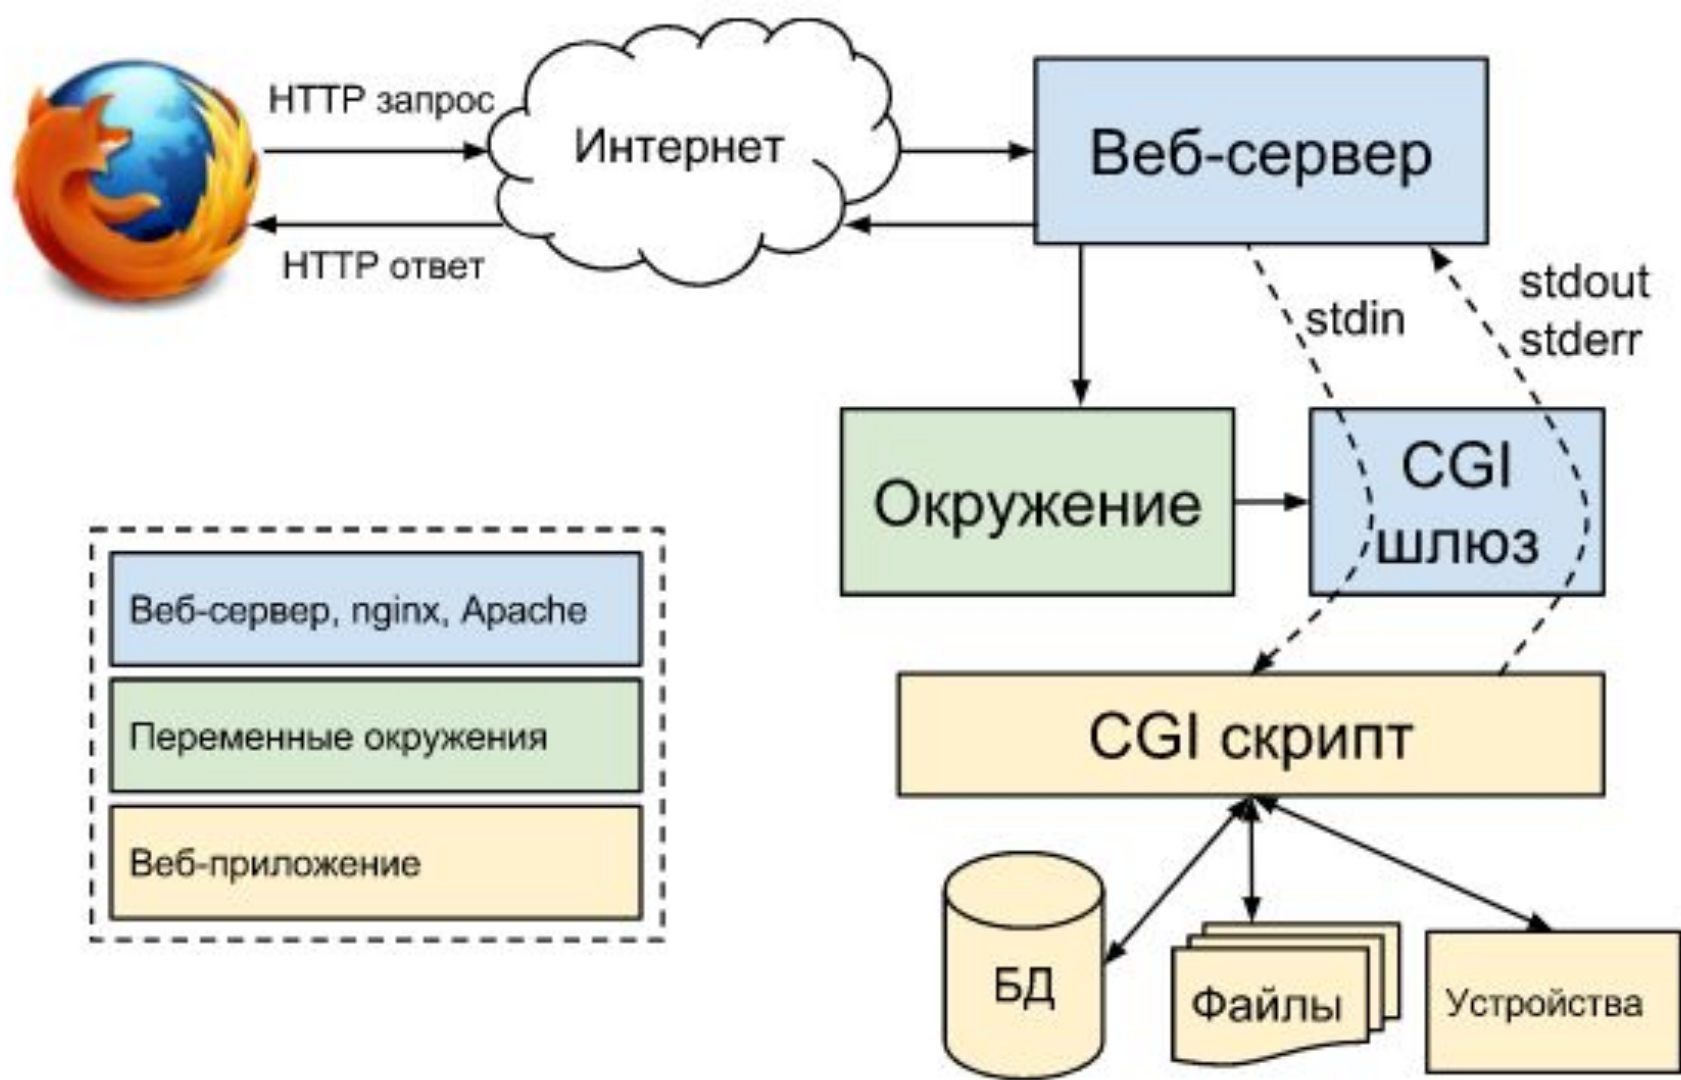 HTTP запрос
Интернет
Веб-сервер
HTTP ответ
stdin
stdout
stderr
Окружение
CGI
шлюз
Веб-сервер, nginx, Apache
Переменные окружения
Веб-приложение
CGI скрипт
БД
Файлы
Устройства